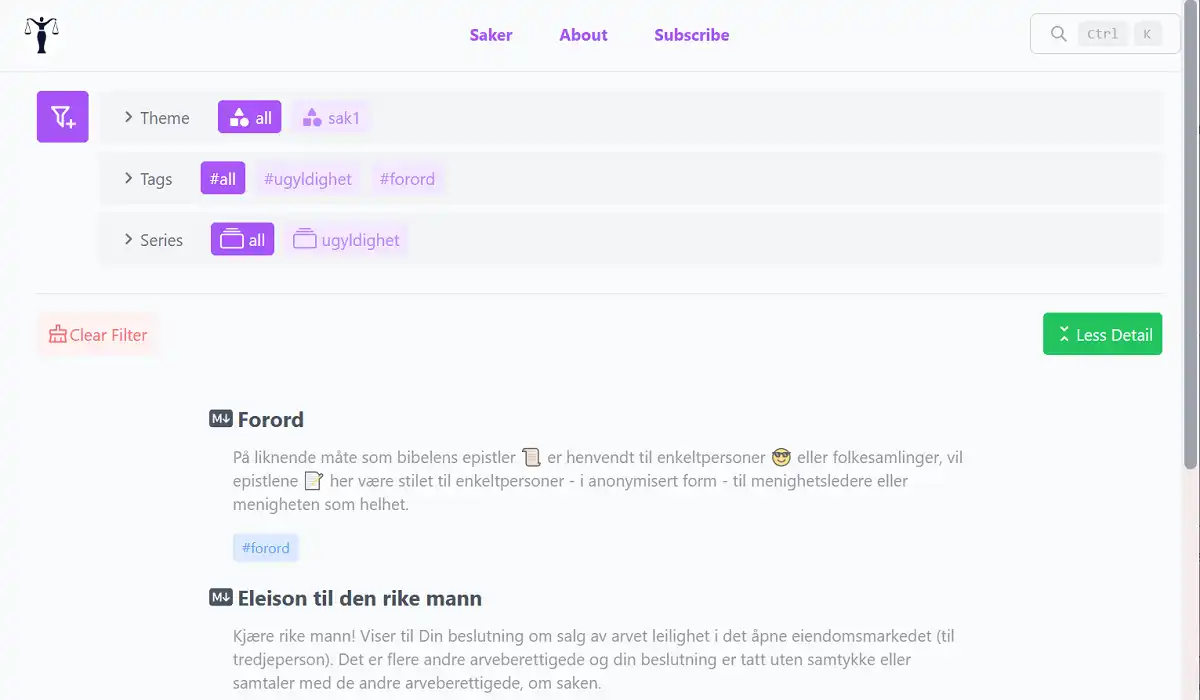 Saker About Subscribe Ctrl K
Theme all sak1
Tags #all #ugyldighet #forord
Series all ugyldighet
Clear Filter Less Detail
M↓ Forord
På liknende måte som bibelens epistler 📜 er henvendt til enkeltpersoner 😎 eller folkesamlinger, vil
epistlene 📝 her være stilet til enkeltpersoner - i anonymisert form - til menighetsledere eller
menigheten som helhet.
#forord
M↓ Eleison til den rike mann
Kjære rike mann! Viser til Din beslutning om salg av arvet leilighet i det åpne eiendomsmarkedet (til
tredjeperson). Det er flere andre arveberettigede og din beslutning er tatt uten samtykke eller
samtaler med de andre arveberettigede, om saken.